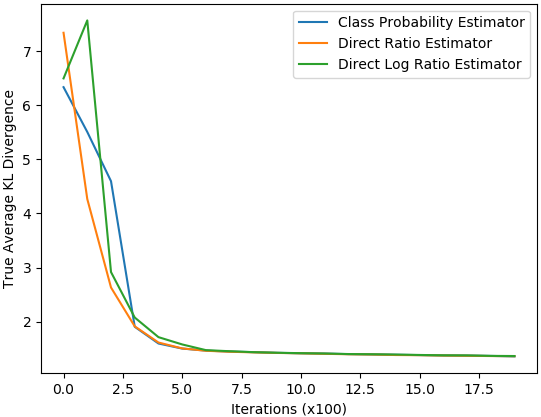 Class Probability Estimator
Direct Ratio Estimator
Direct Log Ratio Estimator
True Average KL Divergence
7
6
5
4
3
2
0.0 2.5 5.0 7.5 10.0 12.5 15.0 17.5
Iterations (x100)